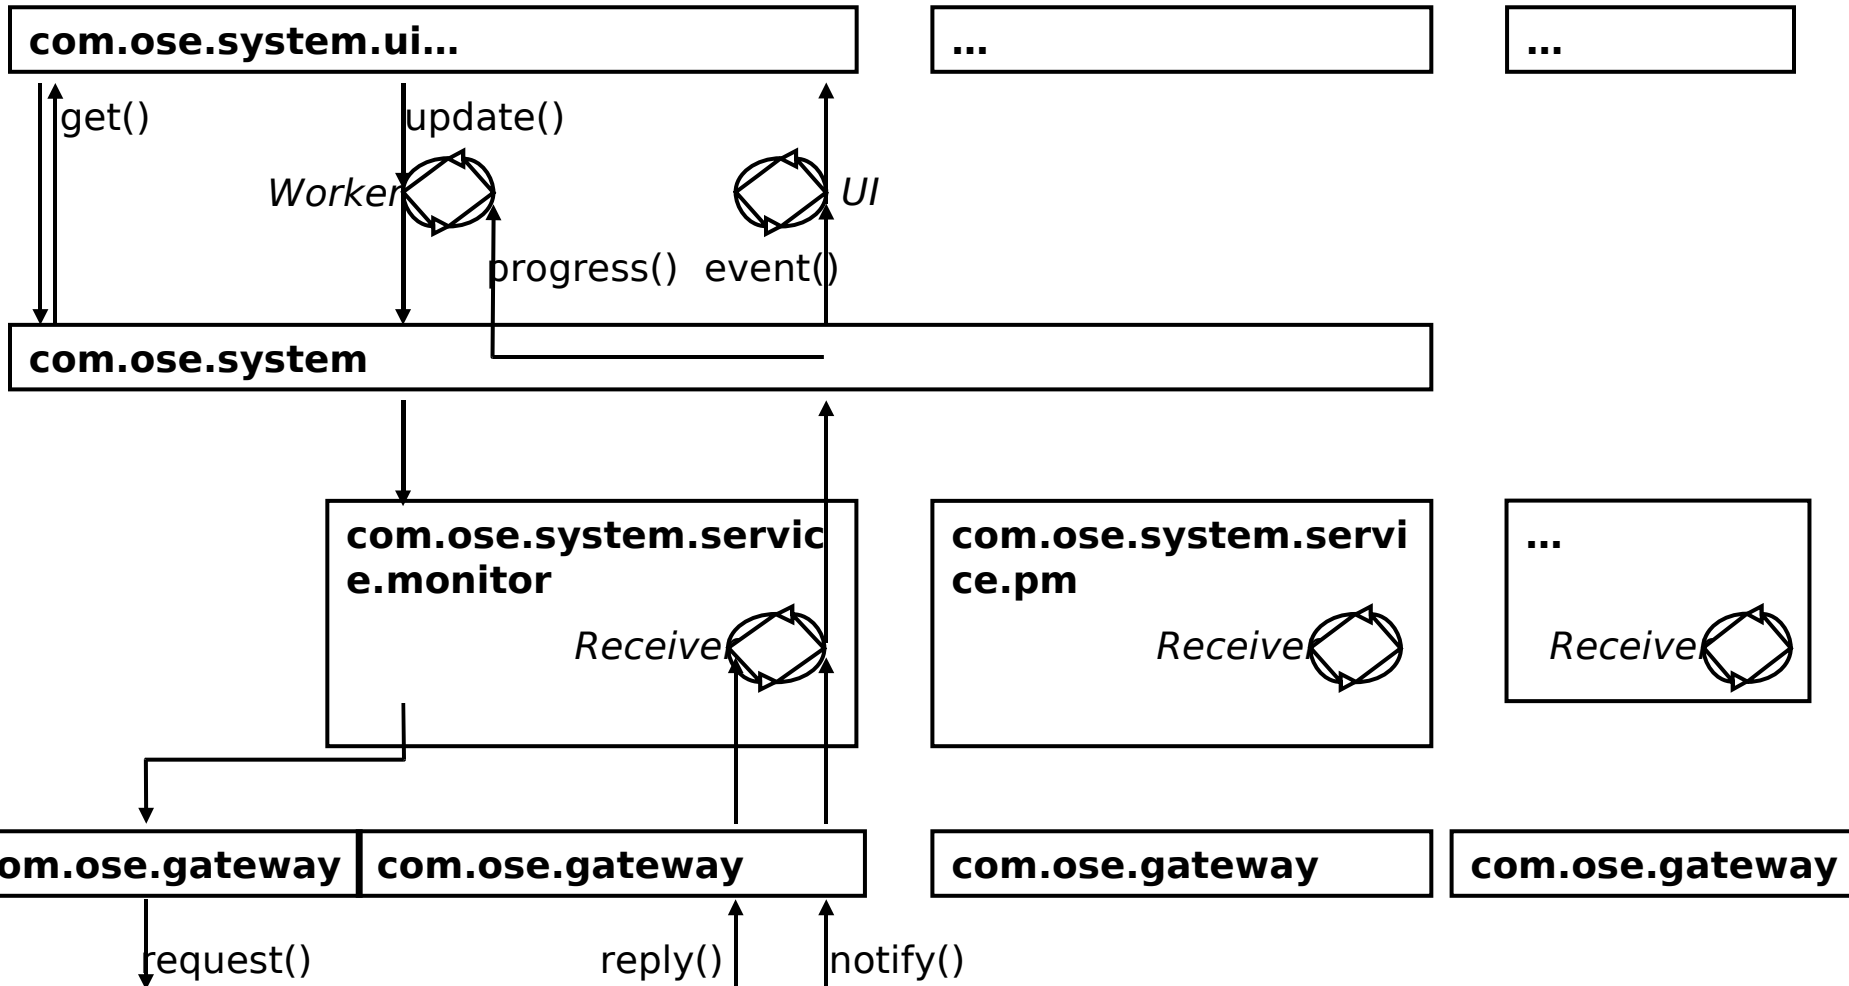 com.ose.system.ui...
...
...
get()
update()
Worker
UI
progress()
event()
com.ose.system
com.ose.system.servic
e.monitor
com.ose.system.servi
ce.pm
...
Receiver
Receiver
Receiver
om.ose.gateway
com.ose.gateway
com.ose.gateway
com.ose.gateway
request()
reply()
notify()